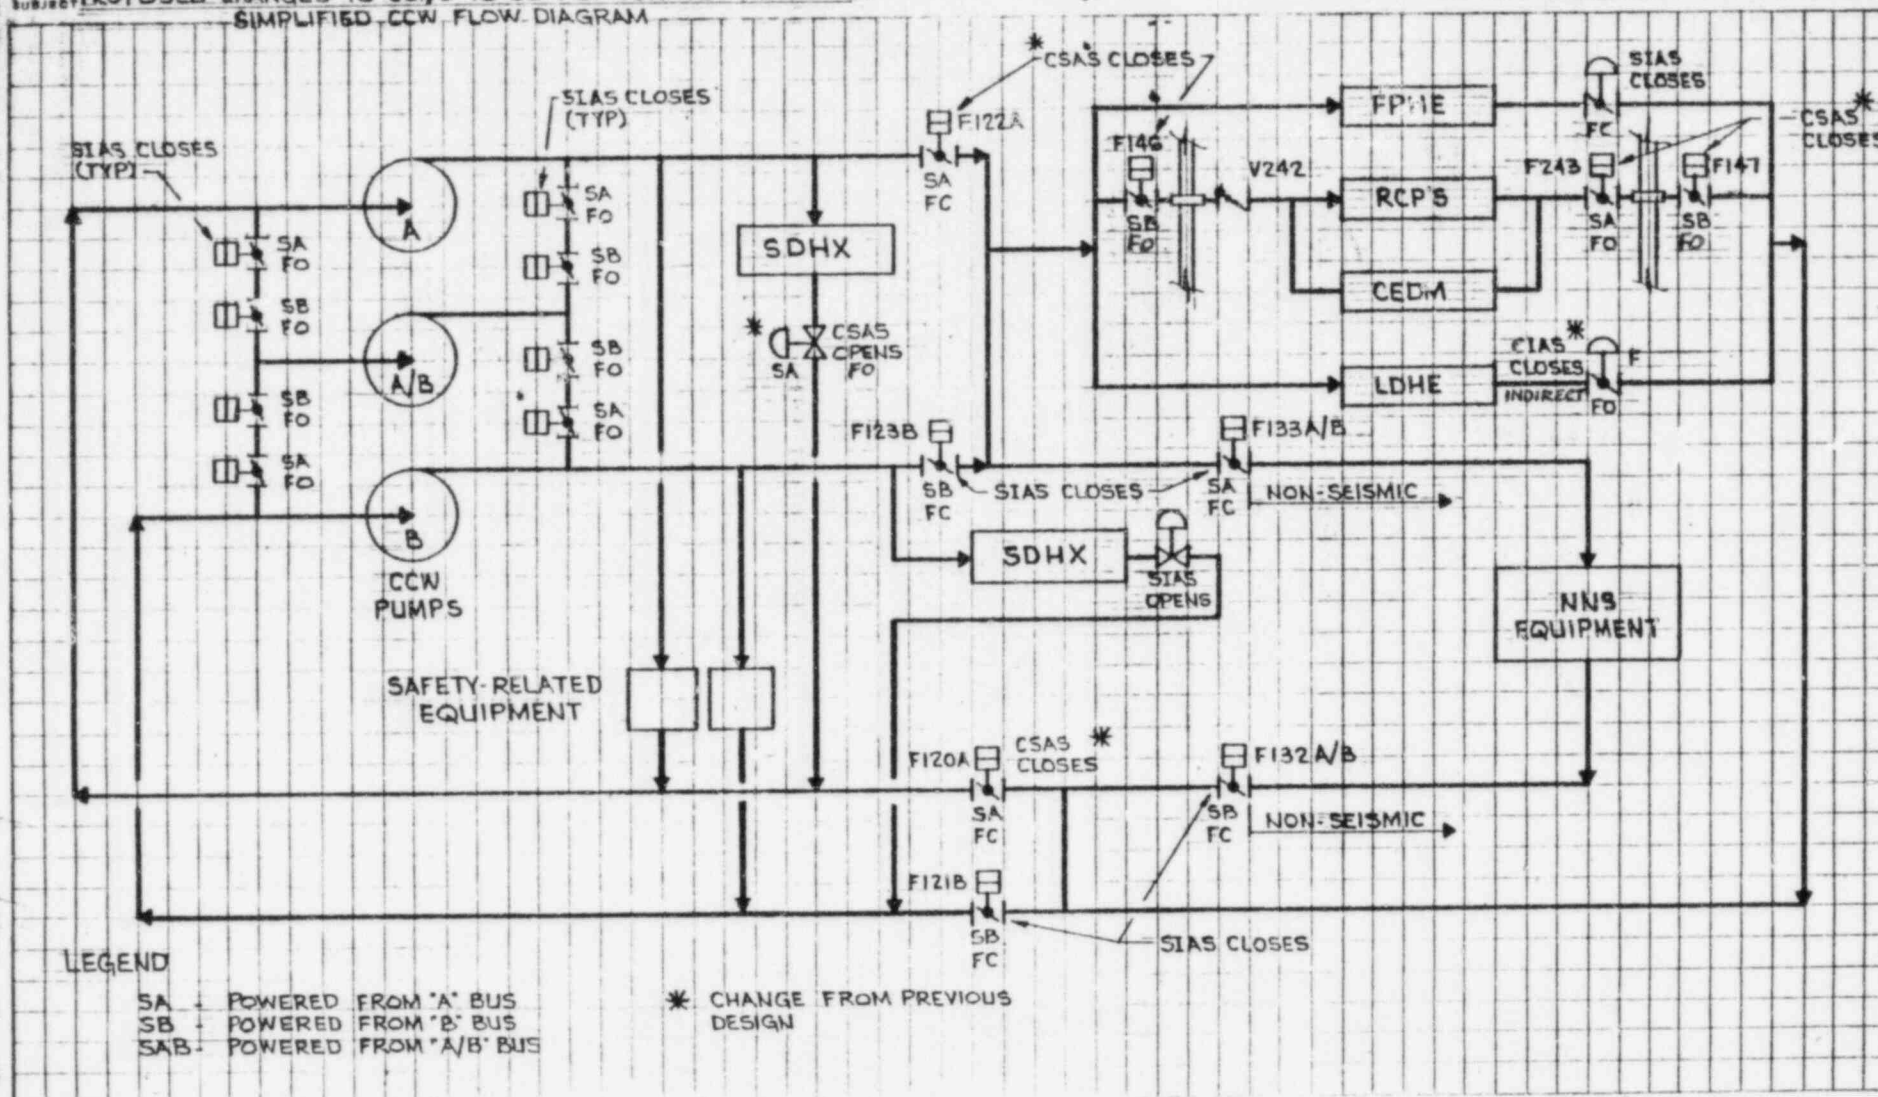 SIMPLIFIED CCW FLOW DIAGRAM
* CSAS CLOSES
SIAS CLOSES
(TYP)
SIAS CLOSES
(TYP)
F122A
SA
FC
F146
SB
FO
V242
FPHE
RCP'S
CEDM
LDHE
SIAS
CLOSES
FC
F243
SA
FO
F147
SB
FO
CSAS *
CLOSES
CIAS *
CLOSES
INDIRECT
F
FO
A
A/B
B
CCW
PUMPS
SA
FO
SB
FO
SB
FO
SA
FO
SA
FO
SB
FO
SB
FO
SA
FO
SDHX
*
CSAS
OPENS
FO
SA
F123B
SB
FC
SIAS CLOSES
F133A/B
SA
FC
NON-SEISMIC
SDHX
SIAS
OPENS
NNS
EQUIPMENT
SAFETY-RELATED
EQUIPMENT
F120A
SA
FC
CSAS *
CLOSES
F132A/B
SB
FC
NON-SEISMIC
F121B
SB
FC
SIAS CLOSES
LEGEND
SA - POWERED FROM "A" BUS
SB - POWERED FROM "B" BUS
SAB - POWERED FROM "A/B" BUS
* CHANGE FROM PREVIOUS
DESIGN